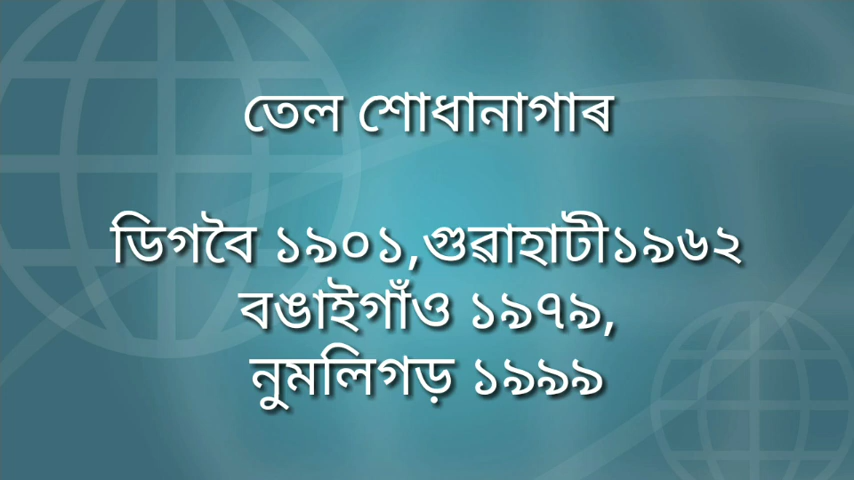 তেল শোধানাগাৰ
ডিগবৈ ১৯০১,গুৱাহাটী১৯৬২
বঙাইগাঁও ১৯৭৯,
নুমলিগড় ১৯৯৯